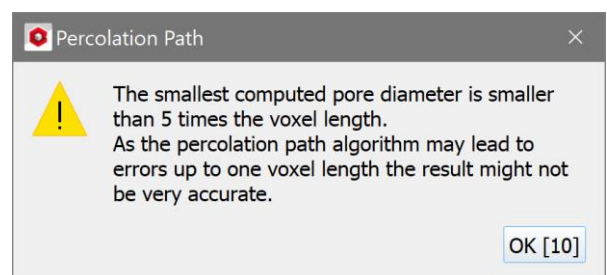 Percolation Path
The smallest computed pore diameter is smaller
than 5 times the voxel length.
As the percolation path algorithm may lead to
errors up to one voxel length the result might not
be very accurate.
OK [10]